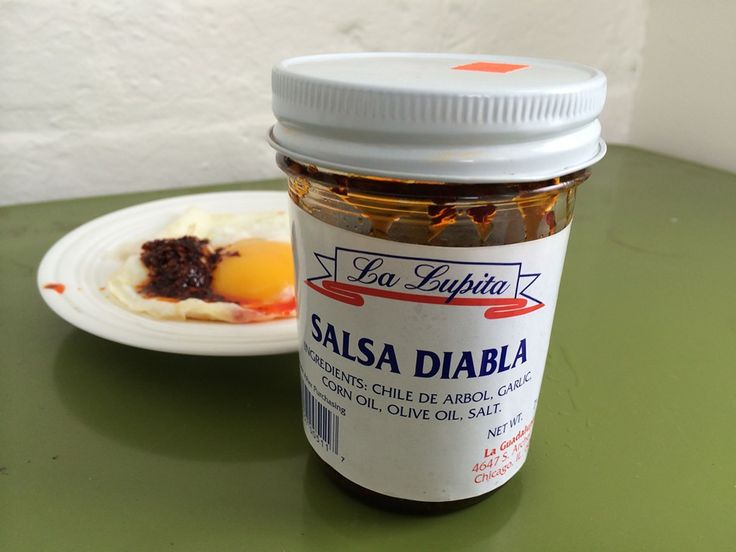 La Lupita
SALSA DIABLA
INGREDIENTS: CHILE DE ARBOL, GARLIC,
CORN OIL, OLIVE OIL, SALT.
Purchasing
NET WT.
La
4647 S.
Chicago, IL